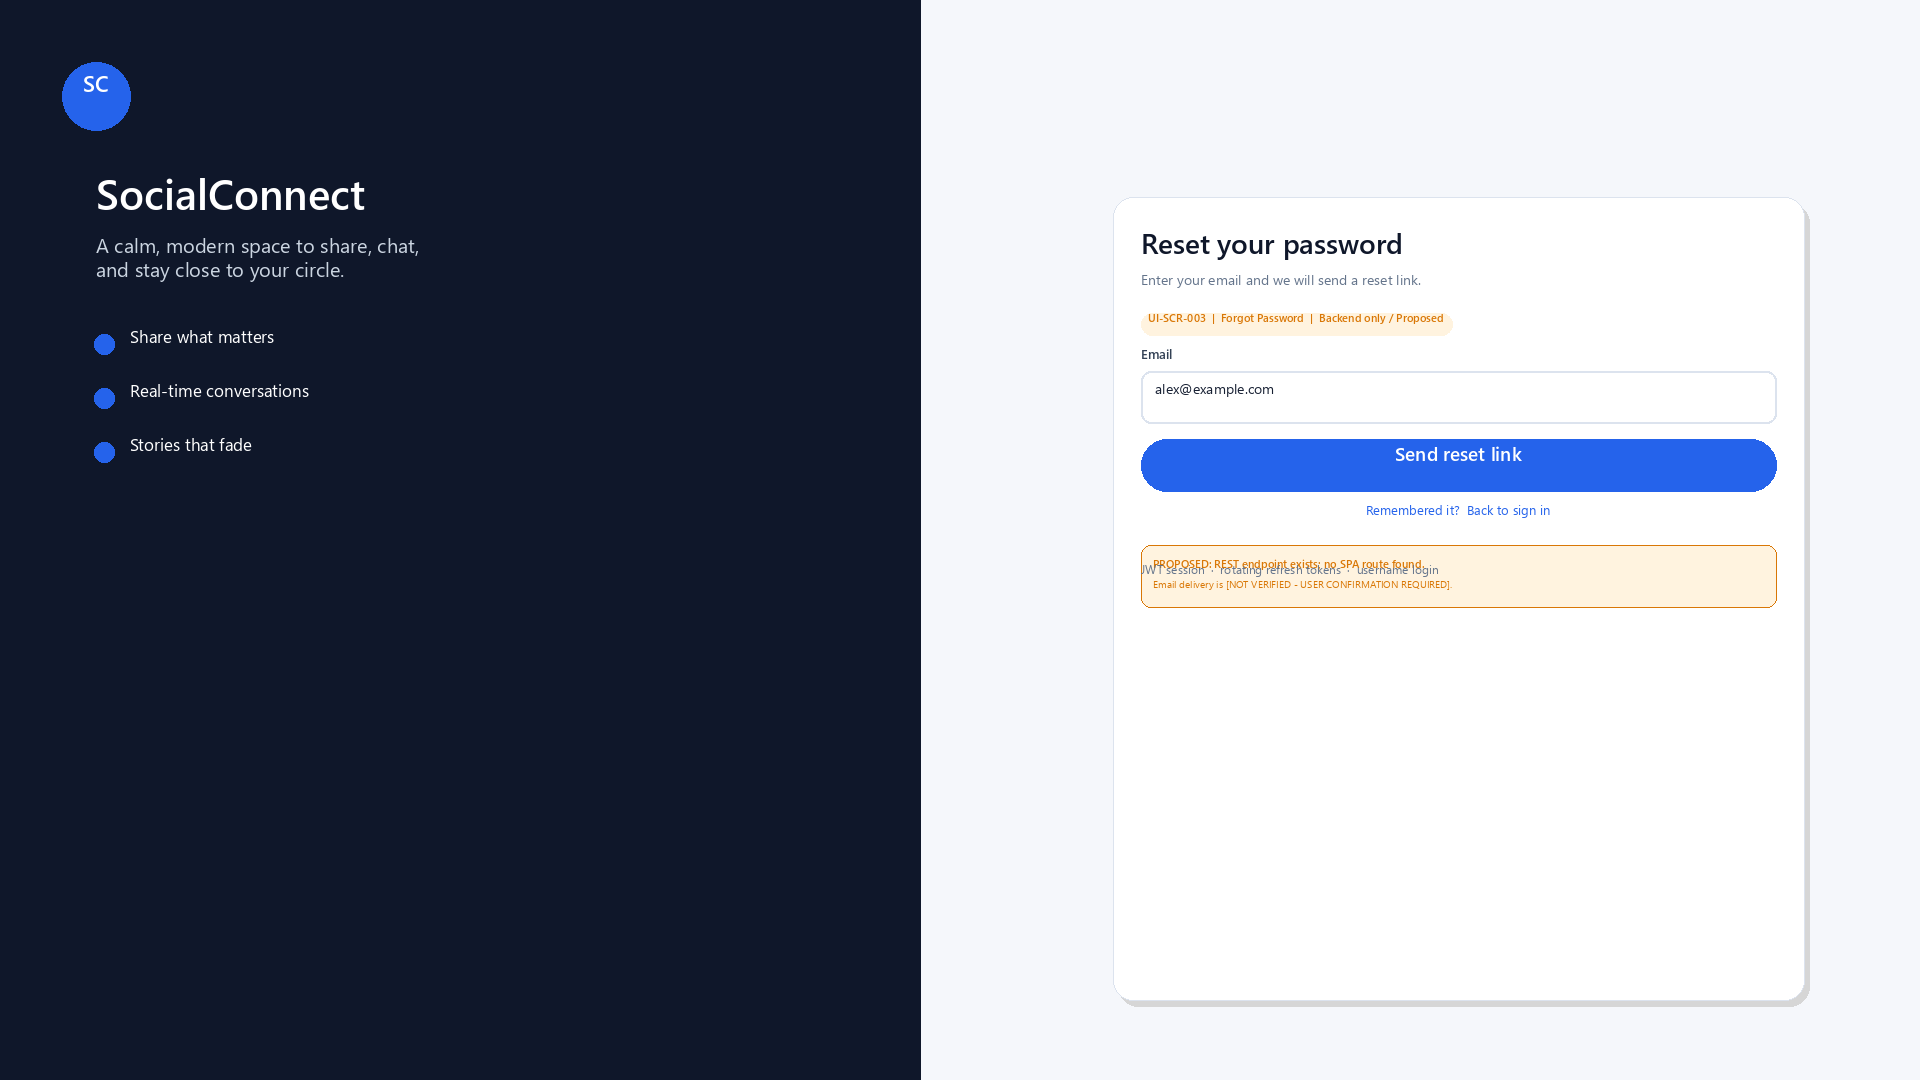 SC
SocialConnect
A calm, modern space to share, chat,
and stay close to your circle.
Share what matters
Real-time conversations
Stories that fade
Reset your password
Enter your email and we will send a reset link.
UI-SCR-003 | Forgot Password | Backend only / Proposed
Email
alex@example.com
Send reset link
Remembered it? Back to sign in
PROPOSED: REST endpoint exists; no SPA route found.
JWT session · rotating refresh tokens · username login
Email delivery is [NOT VERIFIED - USER CONFIRMATION REQUIRED].